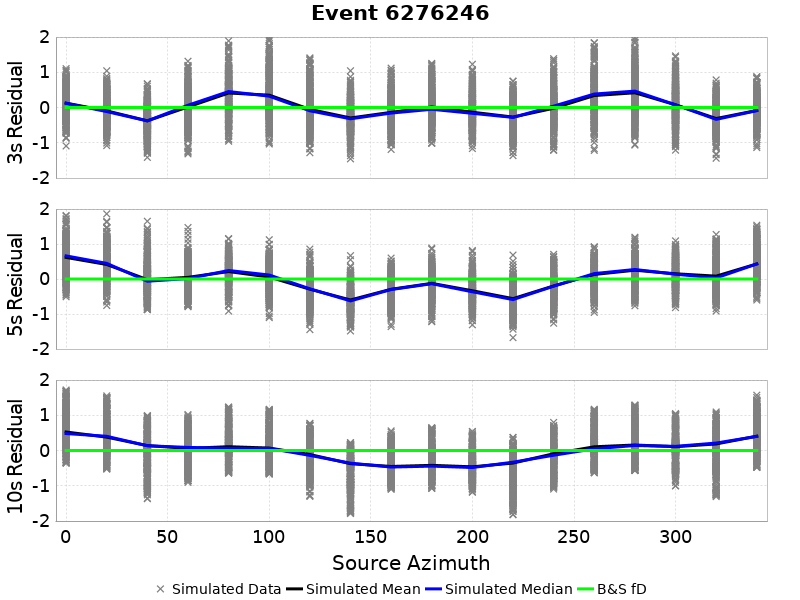 Event 6276246
2
1
0
-1
-2
3s Residual
2
1
0
-1
-2
5s Residual
2
1
0
-1
-2
10s Residual
0 50 100 150 200 250 300
Source Azimuth
Simulated Data Simulated Mean Simulated Median B&S fD